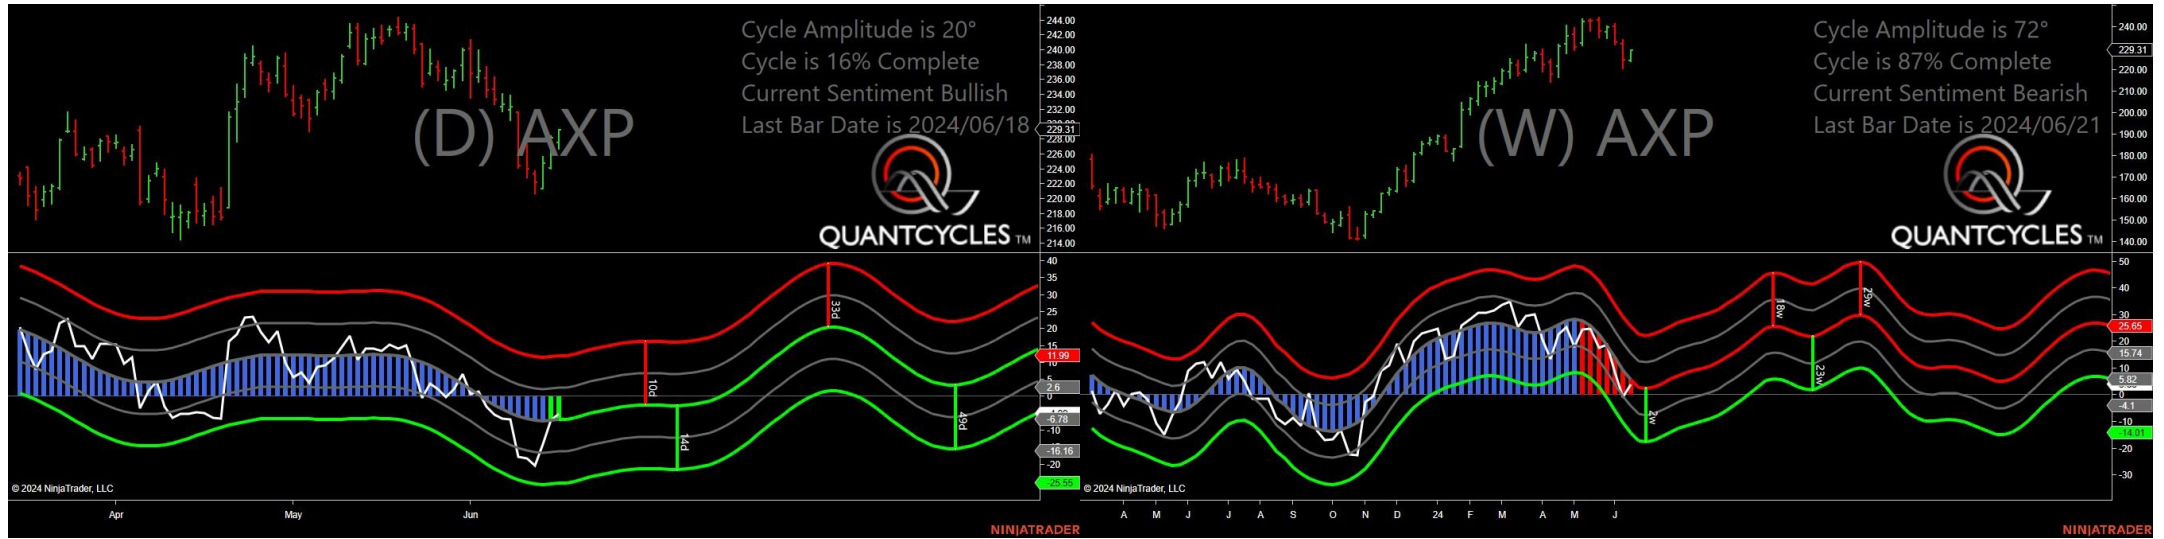 Cycle Amplitude is 20°
Cycle is 16% Complete
Current Sentiment Bullish
Last Bar Date is 2024/06/18
(D) AXP
QUANTCYCLES TM
244.00
242.00
240.00
238.00
236.00
234.00
232.00
229.31
228.00
226.00
224.00
222.00
220.00
218.00
216.00
214.00
40
35
30
25
20
15
11.99
5
2.6
0
-6.78
-10
-16.16
-20
-25.55
10d
14d
33d
49d
© 2024 NinjaTrader, LLC
Apr May Jun
NINJATRADER
Cycle Amplitude is 72°
Cycle is 87% Complete
Current Sentiment Bearish
Last Bar Date is 2024/06/21
(W) AXP
QUANTCYCLES TM
240.00
229.31
220.00
210.00
200.00
190.00
180.00
170.00
160.00
150.00
140.00
50
40
30
25.65
20
15.74
10
5.82
0
-4.1
-10
-14.01
-20
-30
2w
18w
23w
29w
© 2024 NinjaTrader, LLC
A M J J A S O N D 24 F M A M J
NINJATRADER